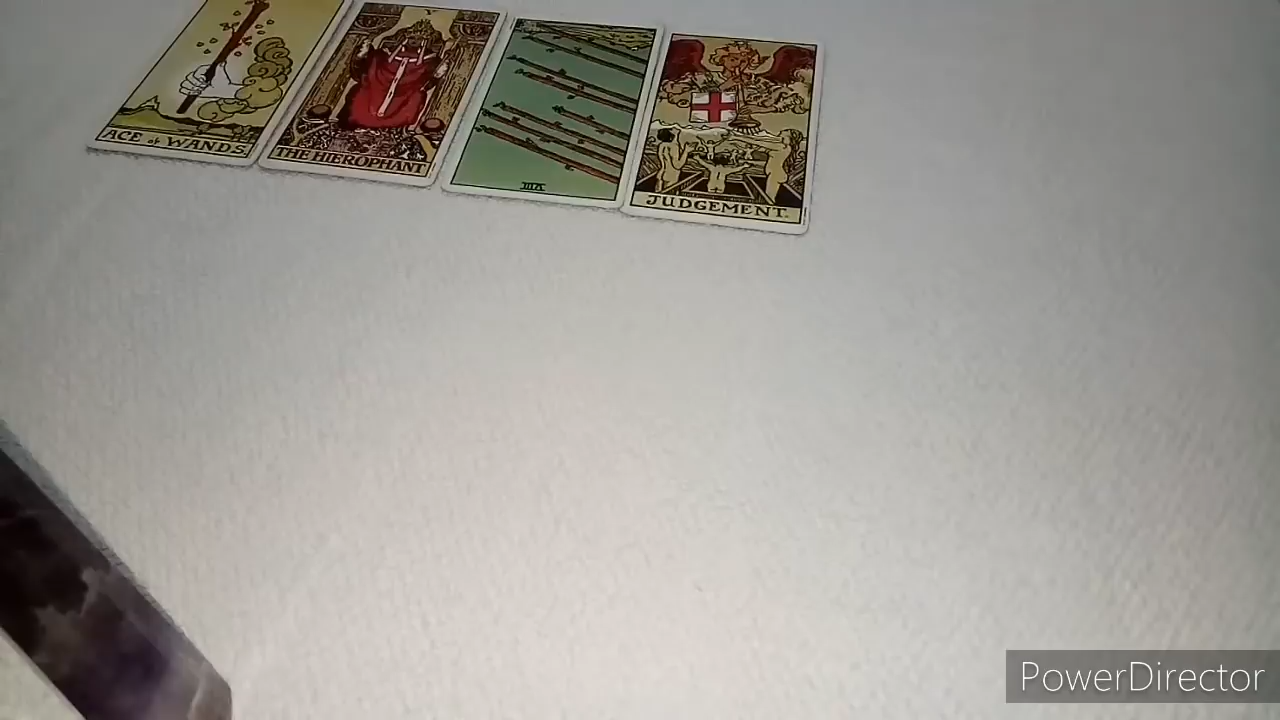 ACE of WANDS
V
THE HIEROPHANT
VIII
JUDGEMENT.
PowerDirector